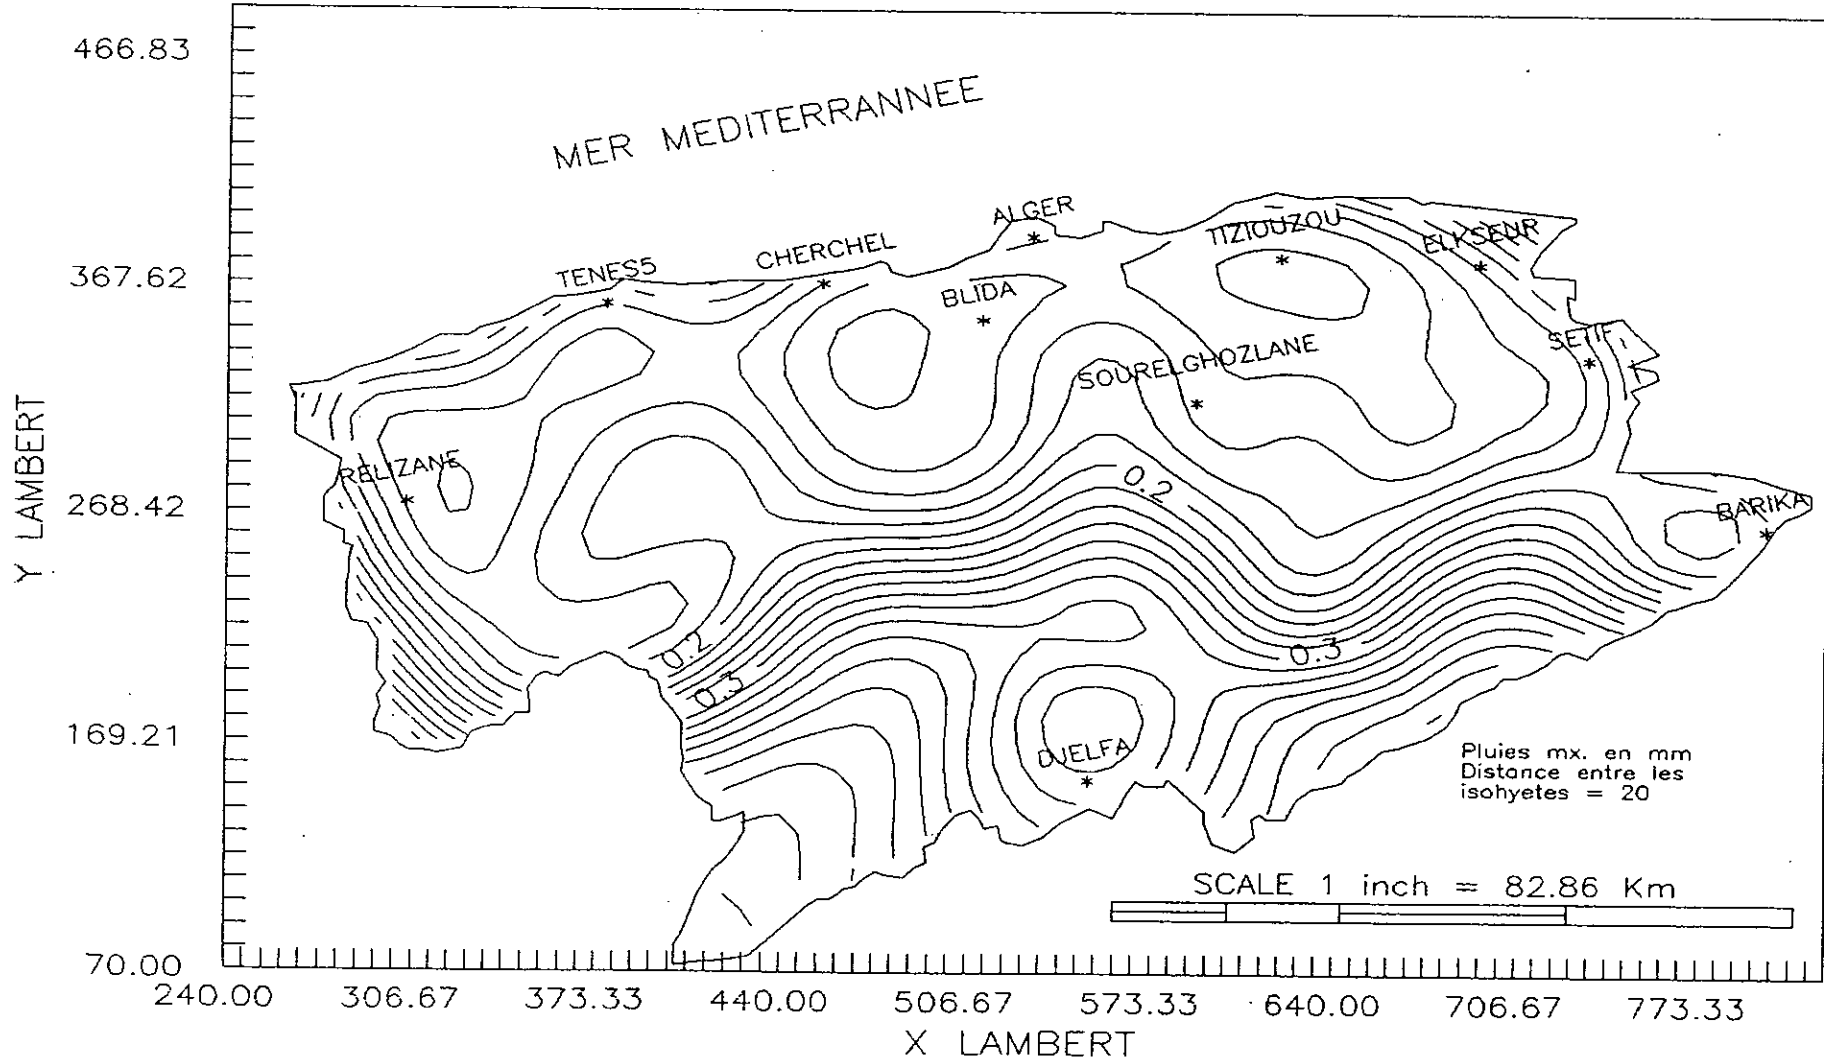 466.83
MER MEDITERRANNEE
ALGER
TIZIOUZOU
ELKSEUR
CHERCHEL
TENES5
367.62
BLIDA
SETIF
SOURELGHOZLANE
Y LAMBERT
RELIZANE
268.42
0.2
BARIKA
0.2
0.3
0.3
169.21
DJELFA
Pluies mx. en mm
Distance entre les
isohyetes = 20
SCALE 1 inch = 82.86 Km
70.00
240.00 306.67 373.33 440.00 506.67 573.33 640.00 706.67 773.33
X LAMBERT